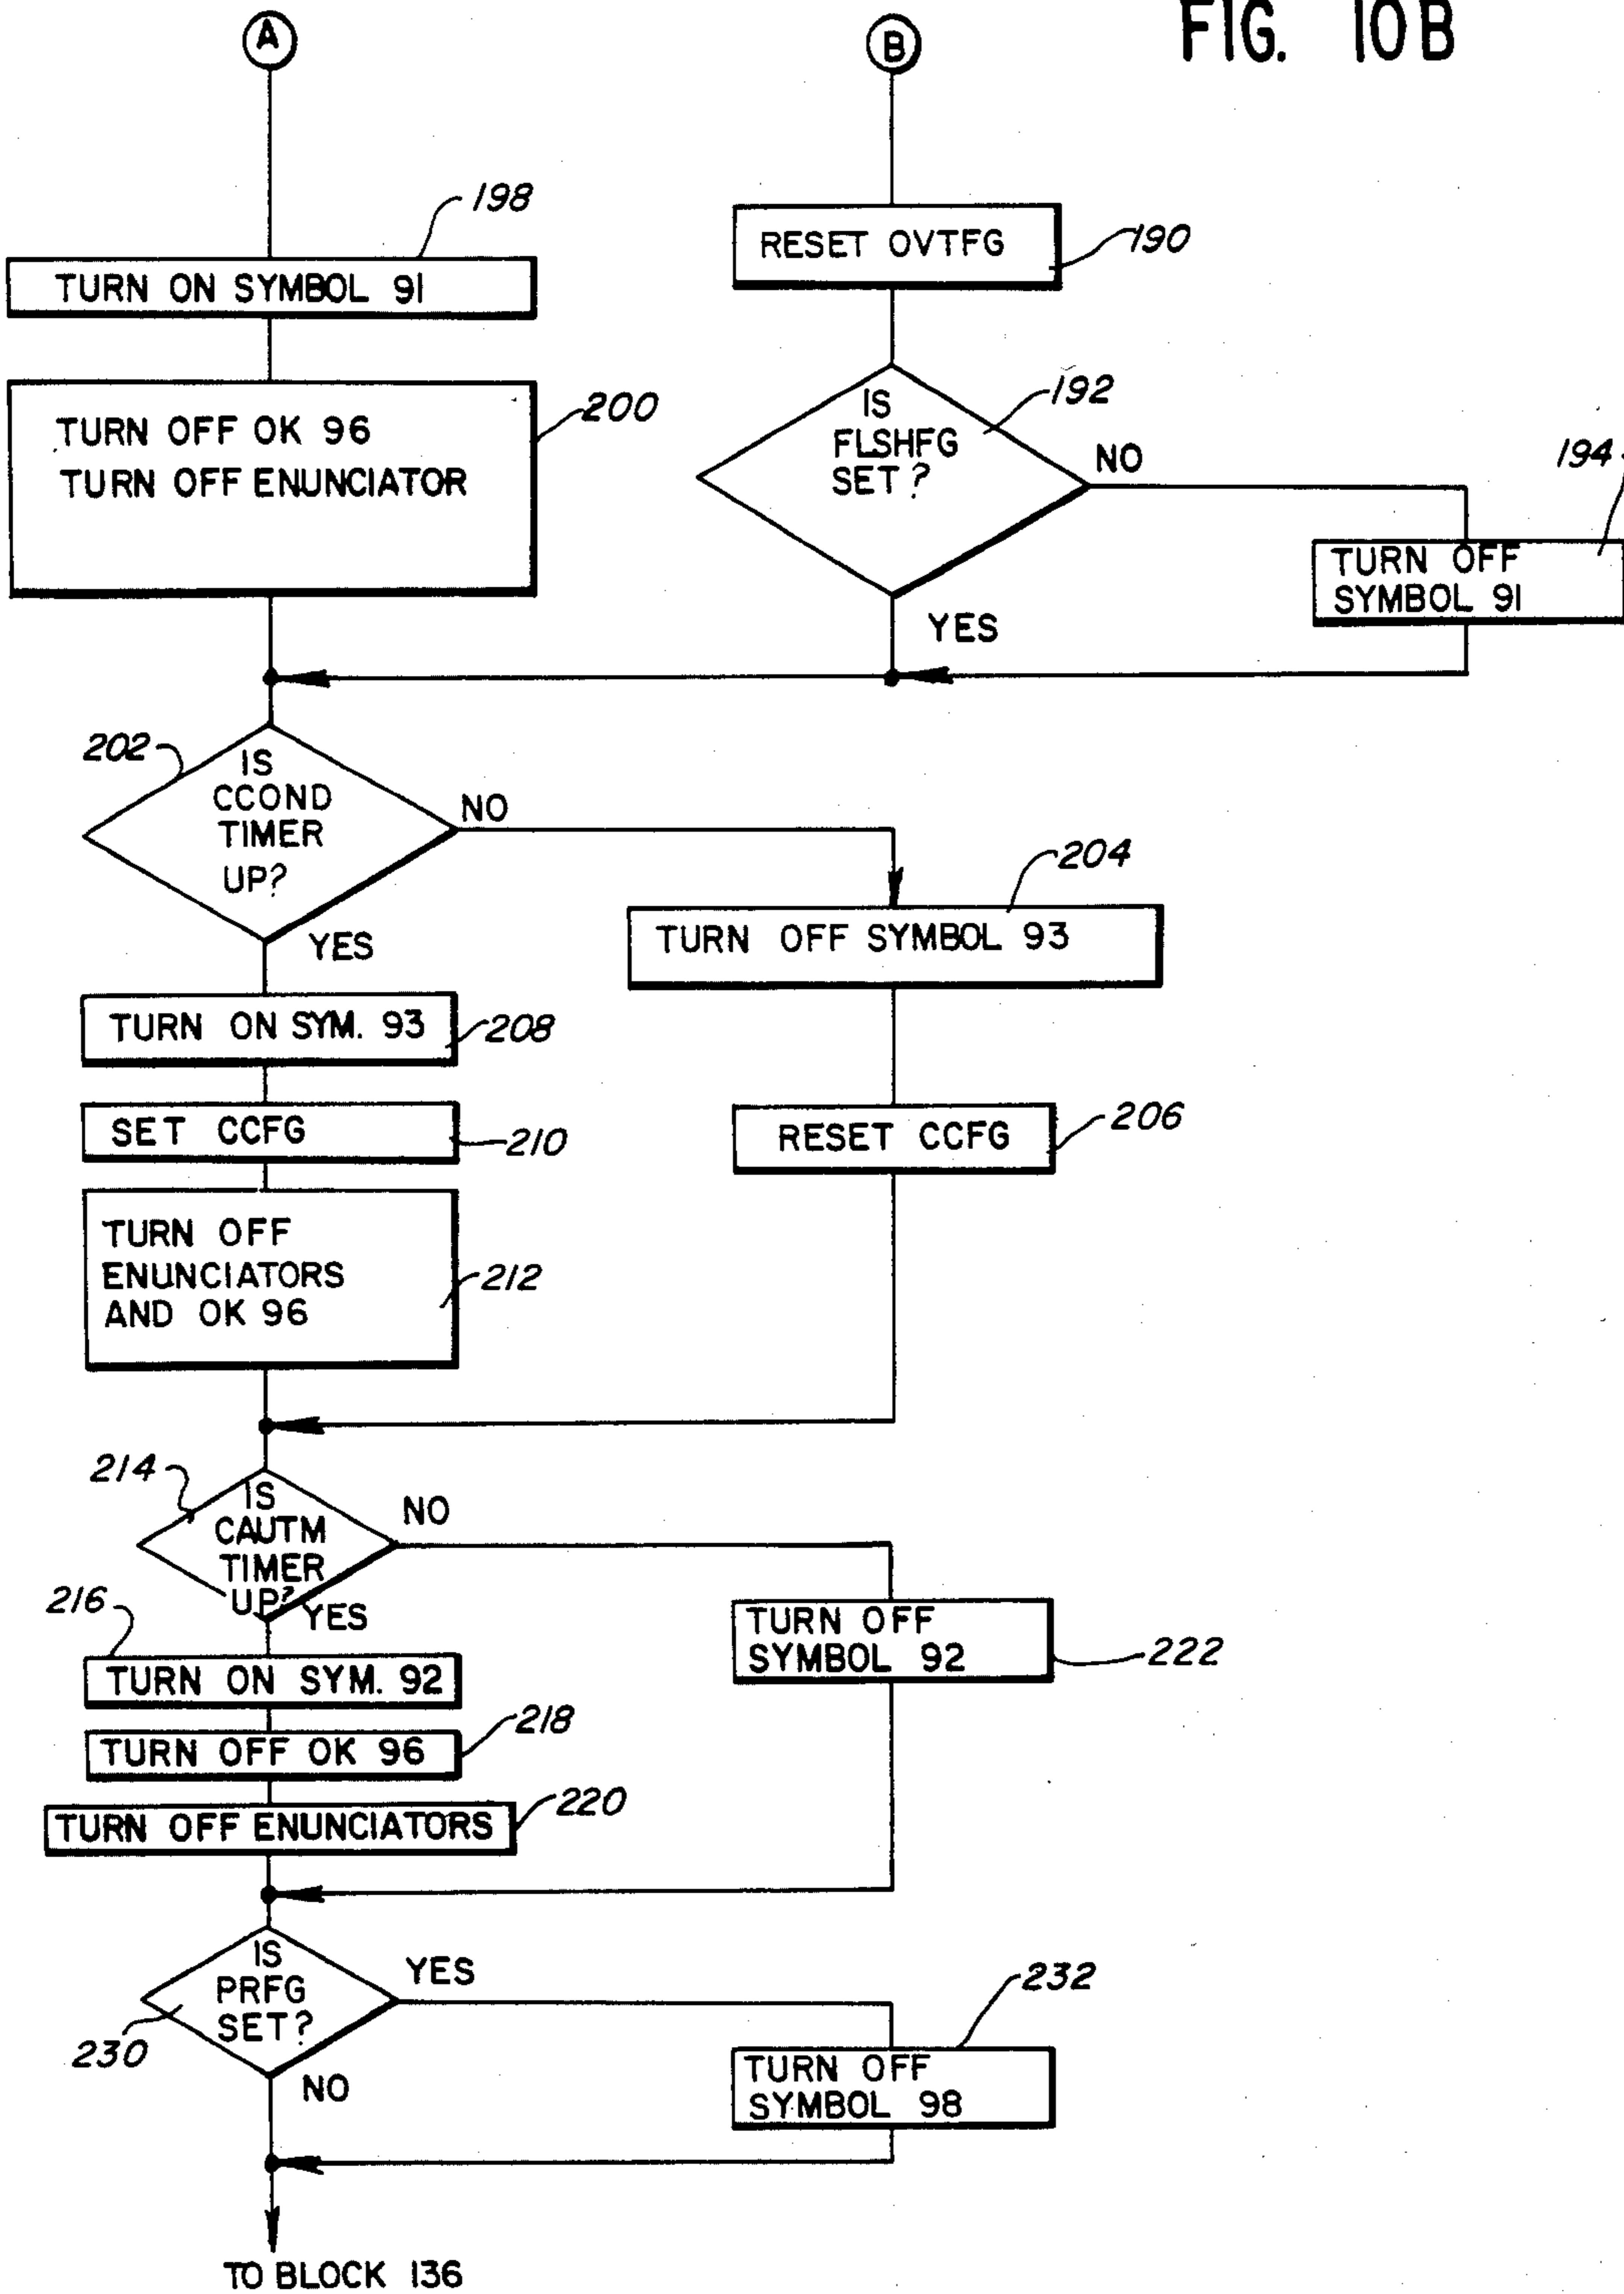 FIG. 10B
A
B
198
TURN ON SYMBOL 91
RESET OVTFG
190
TURN OFF OK 96
TURN OFF ENUNCIATOR
200
IS
FLSHFG
SET?
192
NO
YES
194
TURN OFF
SYMBOL 91
202
IS
CCOND
TIMER
UP?
NO
YES
204
TURN OFF SYMBOL 93
TURN ON SYM. 93
208
SET CCFG
210
RESET CCFG
206
TURN OFF
ENUNCIATORS
AND OK 96
212
214
IS
CAUTM
TIMER
UP?
NO
YES
216
TURN ON SYM. 92
TURN OFF
SYMBOL 92
222
218
TURN OFF OK 96
220
TURN OFF ENUNCIATORS
IS
PRFG
SET?
YES
230
NO
232
TURN OFF
SYMBOL 98
TO BLOCK 136